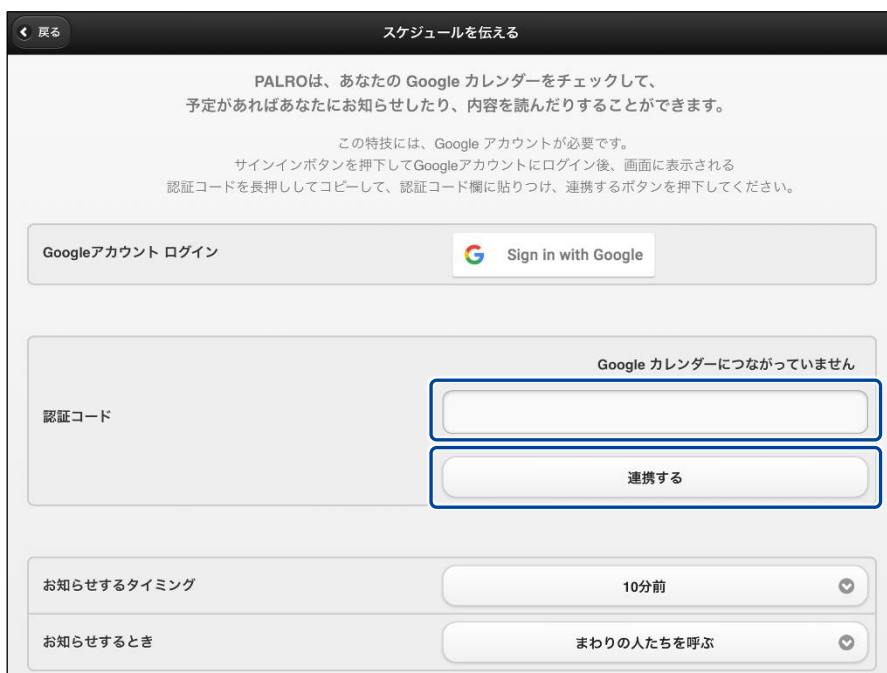 戻る
スケジュールを伝える
PALROは、あなたの Google カレンダーをチェックして、
予定があればあなたにお知らせしたり、内容を読んだりすることができます。
この特技には、Google アカウントが必要です。
サインインボタンを押下してGoogleアカウントにログイン後、画面に表示される
認証コードを長押ししてコピーして、認証コード欄に貼りつけ、連携するボタンを押下してください。
Googleアカウント ログイン
Sign in with Google
Google カレンダーにつながっていません
認証コード
連携する
お知らせするタイミング
10分前
お知らせするとき
まわりの人たちを呼ぶ